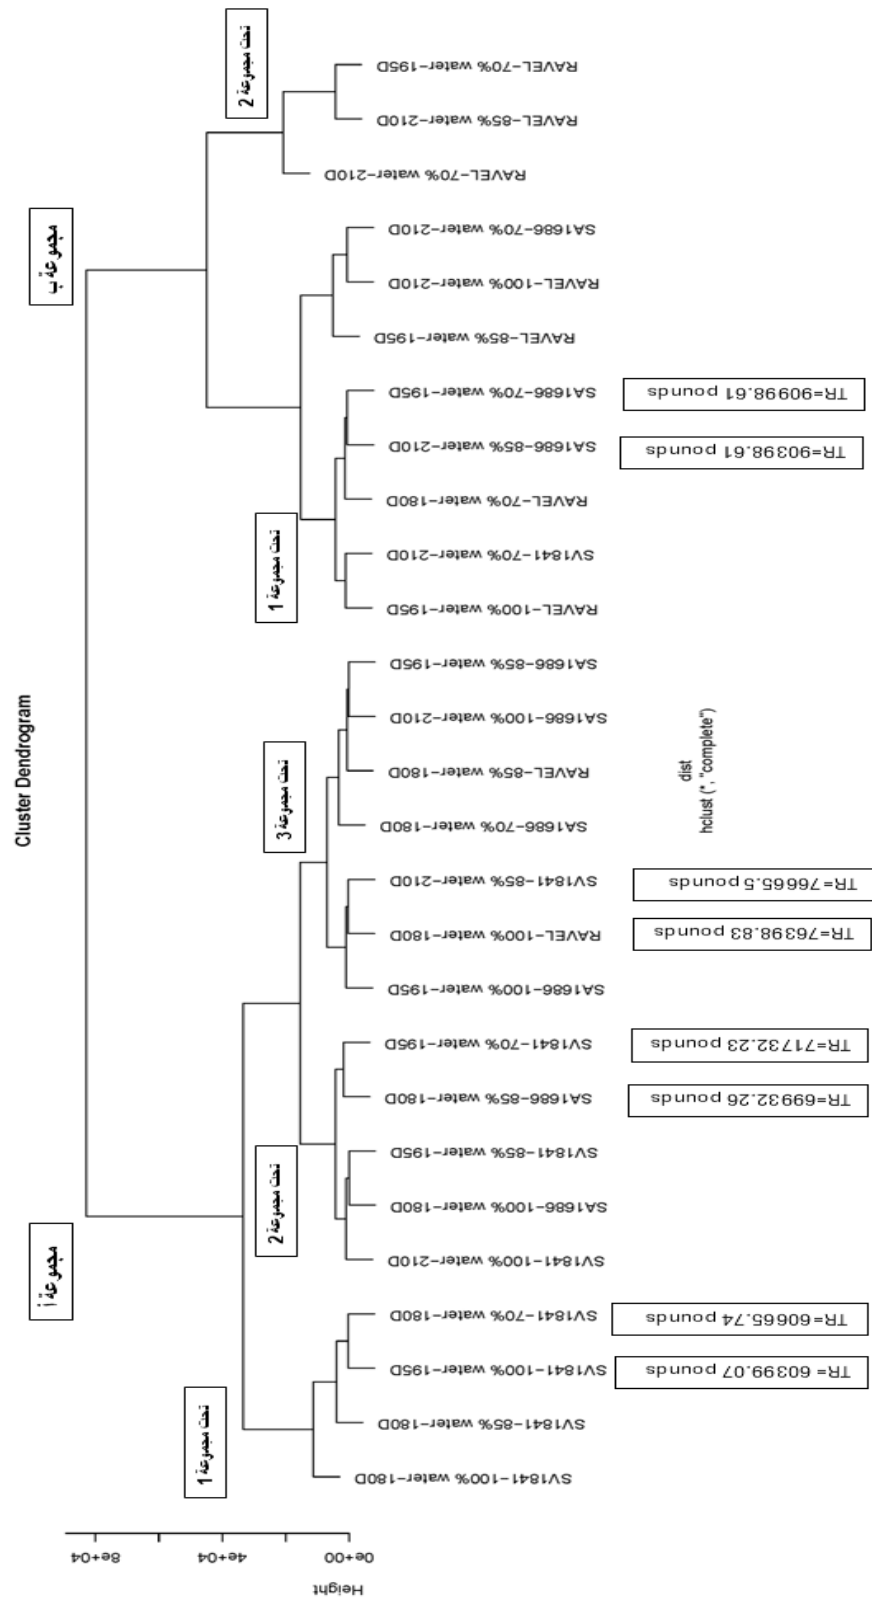 Cluster Dendrogram
مجموعة ب
تحت مجموعة 2
RAVEL-70% water-195D
RAVEL-85% water-210D
RAVEL-70% water-210D
SA1686-70% water-210D
RAVEL-100% water-210D
RAVEL-85% water-195D
SA1686-70% water-195D
TR=90998.61 pounds
SA1686-85% water-210D
TR=90398.61 pounds
RAVEL-70% water-180D
تحت مجموعة 1
SV1841-70% water-210D
RAVEL-100% water-195D
SA1686-85% water-195D
SA1686-100% water-210D
تحت مجموعة 3
RAVEL-85% water-180D
SA1686-70% water-180D
dist
hclust (*, "complete")
SV1841-85% water-210D
TR=76665.5 pounds
RAVEL-100% water-180D
TR=76398.83 pounds
SA1686-100% water-195D
SV1841-70% water-195D
TR=71732.23 pounds
SA1686-85% water-180D
TR=69932.26 pounds
SV1841-85% water-195D
تحت مجموعة 2
SA1686-100% water-180D
SV1841-100% water-210D
مجموعة أ
SV1841-70% water-180D
TR=60665.74 pounds
SV1841-100% water-195D
TR= 60399.07 pounds
SV1841-85% water-180D
تحت مجموعة 1
SV1841-100% water-180D
8e+04
4e+04
0e+00
Height